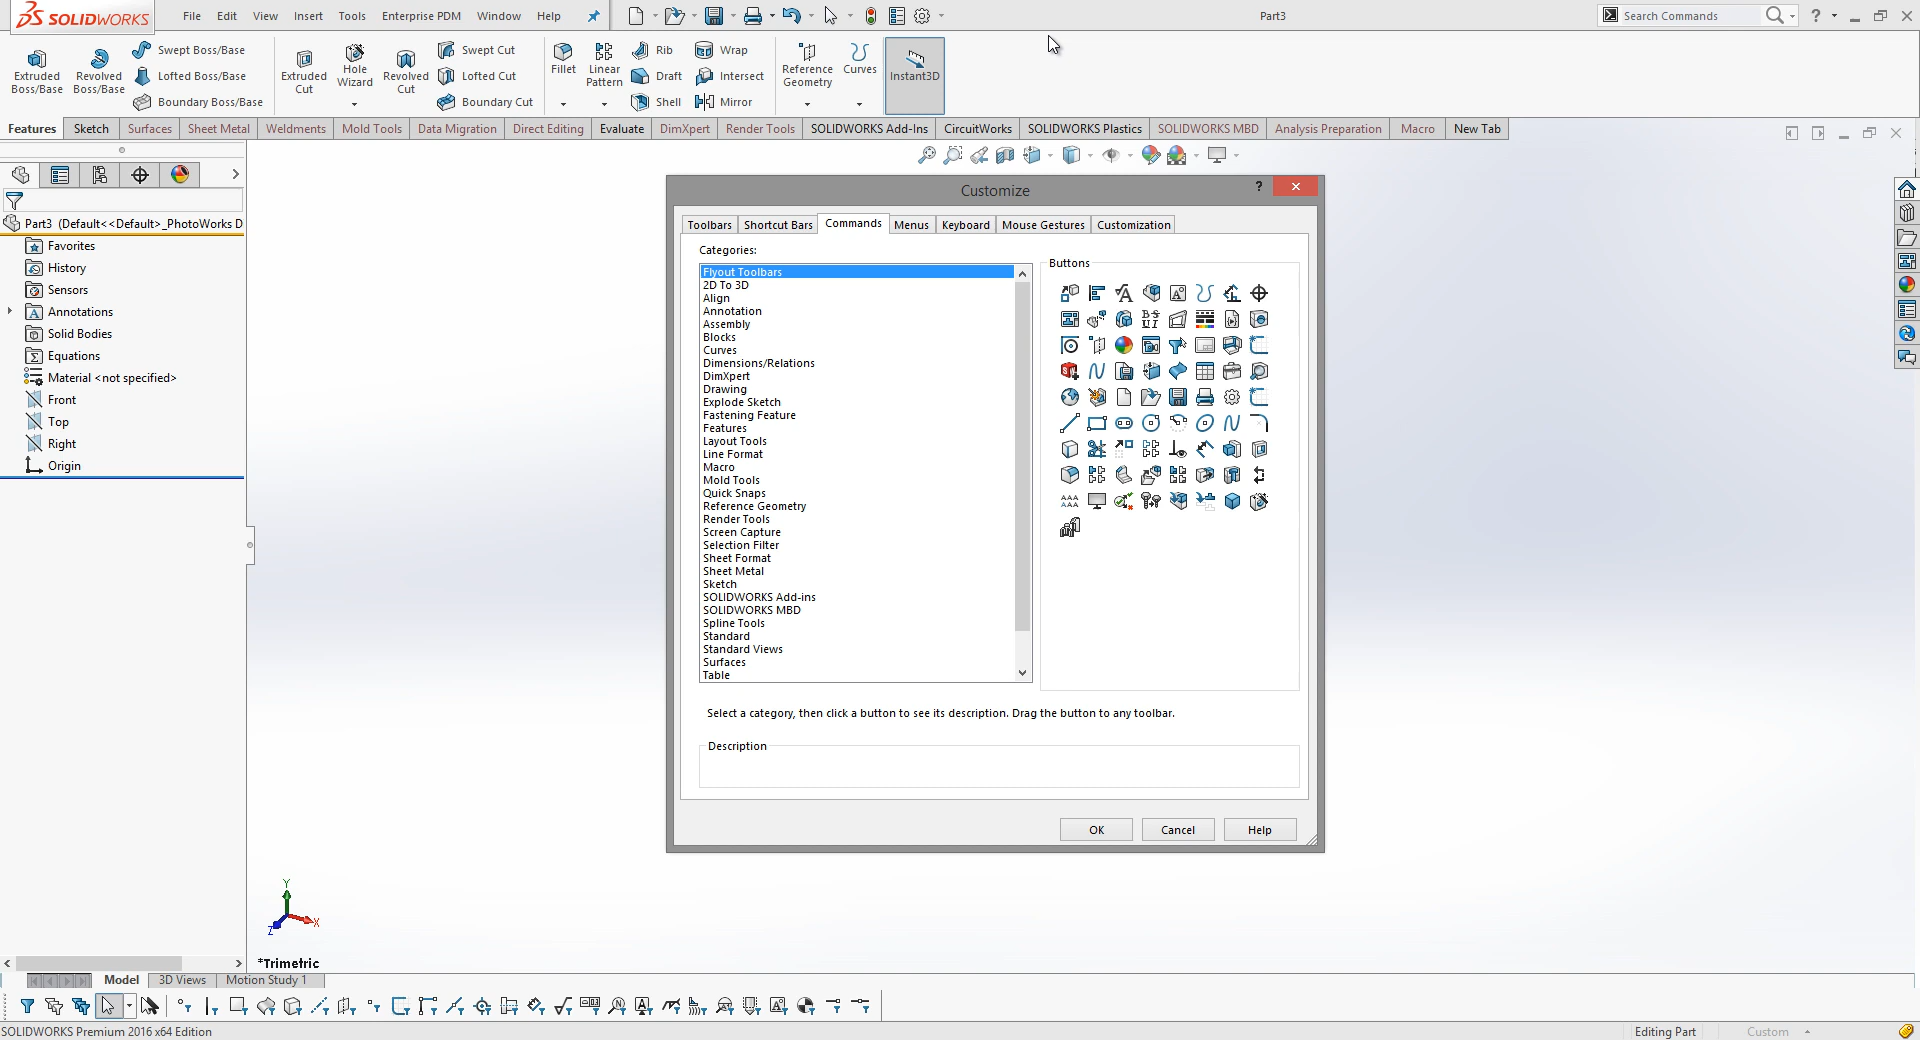 SOLIDWORKS
File Edit View Insert Tools Enterprise PDM Window Help
Part3
Search Commands
?
Extruded Boss/Base
Revolved Boss/Base
Swept Boss/Base
Lofted Boss/Base
Boundary Boss/Base
Extruded Cut
Hole Wizard
Revolved Cut
Swept Cut
Lofted Cut
Boundary Cut
Fillet
Linear Pattern
Rib
Draft
Shell
Wrap
Intersect
Mirror
Reference Geometry
Curves
Instant3D
Features Sketch Surfaces Sheet Metal Weldments Mold Tools Data Migration Direct Editing Evaluate DimXpert Render Tools SOLIDWORKS Add-Ins CircuitWorks SOLIDWORKS Plastics SOLIDWORKS MBD Analysis Preparation Macro New Tab
Part3 (Default<<Default>_PhotoWorks D
Favorites
History
Sensors
Annotations
Solid Bodies
Equations
Material <not specified>
Front
Top
Right
Origin
Customize
?
Toolbars Shortcut Bars Commands Menus Keyboard Mouse Gestures Customization
Categories:
Flyout Toolbars
2D To 3D
Align
Annotation
Assembly
Blocks
Curves
Dimensions/Relations
DimXpert
Drawing
Explode Sketch
Fastening Feature
Features
Layout Tools
Line Format
Macro
Mold Tools
Quick Snaps
Reference Geometry
Render Tools
Screen Capture
Selection Filter
Sheet Format
Sheet Metal
Sketch
SOLIDWORKS Add-ins
SOLIDWORKS MBD
Spline Tools
Standard
Standard Views
Surfaces
Table
Buttons
Select a category, then click a button to see its description. Drag the button to any toolbar.
Description
OK Cancel Help
Y
X
Z
*Trimetric
Model 3D Views Motion Study 1
SOLIDWORKS Premium 2016 x64 Edition
Editing Part
Custom